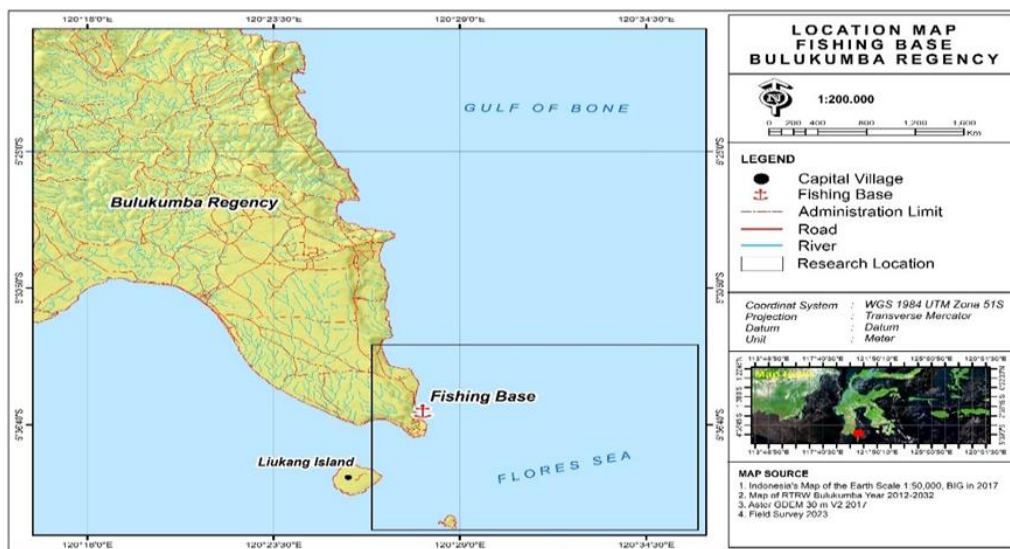 120°18'0"E 120°23'30"E 120°29'0"E 120°34'30"E
GULF OF BONE
Bulukumba Regency
Fishing Base
Liukang Island
FLORES SEA
120°18'0"E 120°23'30"E 120°29'0"E 120°34'30"E
LOCATION MAP
FISHING BASE
BULUKUMBA REGENCY
N
1:200.000
0 200 400 800 1,200 1,600
Km
LEGEND
Capital Village
Fishing Base
Administration Limit
Road
River
Research Location
Coordinat System : WGS 1984 UTM Zona 51S
Projection : Transverse Mercator
Datum : Datum
Unit : Meter
MAP SOURCE
1. Indonesia's Map of the Earth Scale 1:50,000, BIG in 2017
2. Map of RTRW Bulukumba Year 2012-2032
3. Aster GDEM 30 m V2 2017
4. Field Survey 2023